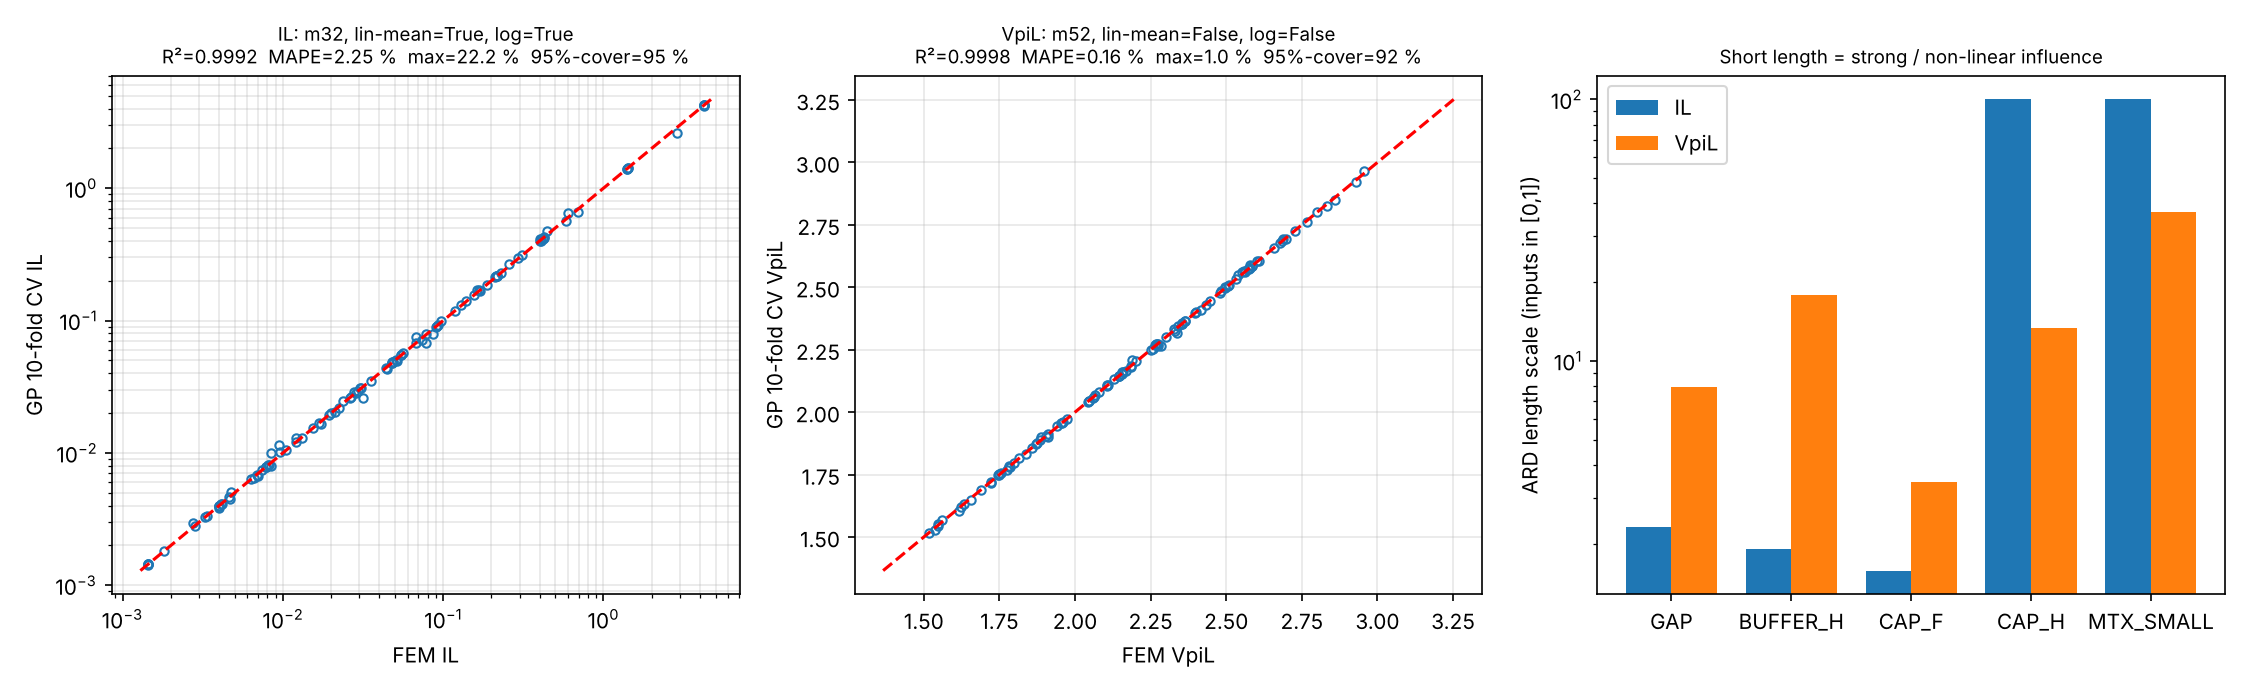 IL: m32, lin-mean=True, log=True
R²=0.9992  MAPE=2.25 %  max=22.2 %  95%-cover=95 %
GP 10-fold CV IL
10⁰
10⁻¹
10⁻²
10⁻³
10⁻³ 10⁻² 10⁻¹ 10⁰
FEM IL
VpiL: m52, lin-mean=False, log=False
R²=0.9998  MAPE=0.16 %  max=1.0 %  95%-cover=92 %
GP 10-fold CV VpiL
3.25
3.00
2.75
2.50
2.25
2.00
1.75
1.50
1.50 1.75 2.00 2.25 2.50 2.75 3.00 3.25
FEM VpiL
Short length = strong / non-linear influence
ARD length scale (inputs in [0,1])
10²
10¹
IL
VpiL
GAP BUFFER_H CAP_F CAP_H MTX_SMALL